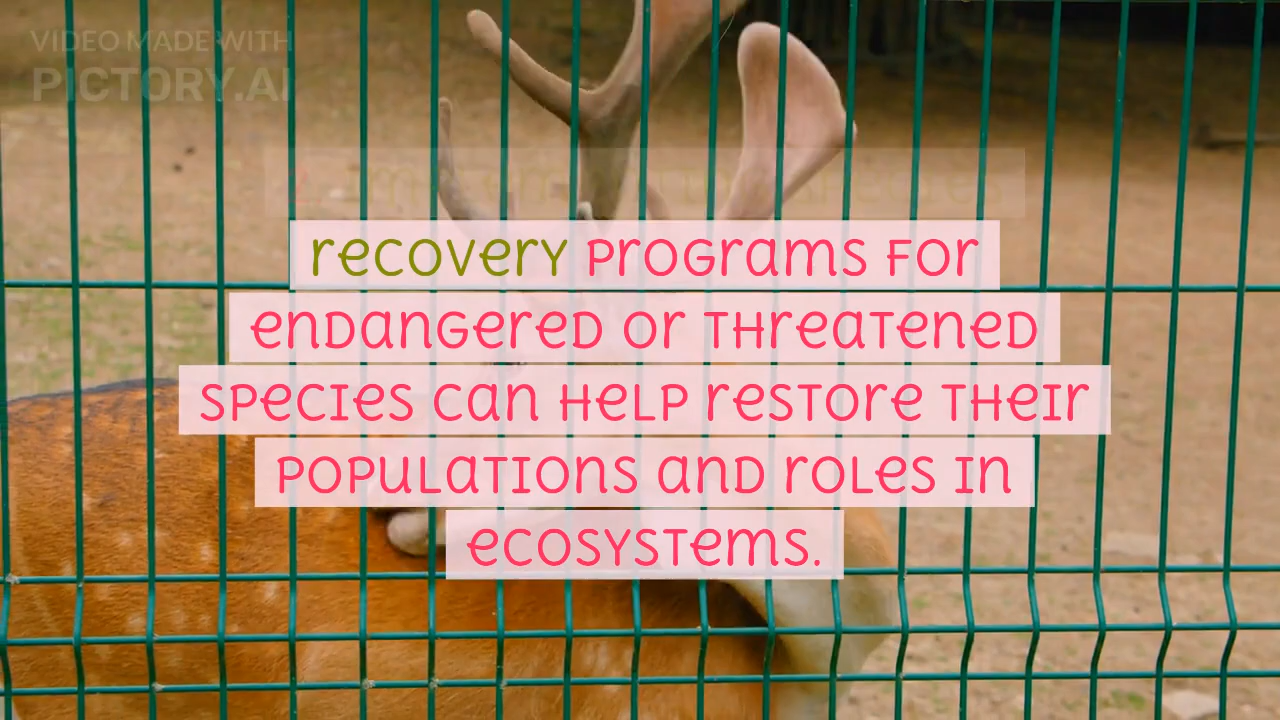 VIDEO MADE WITH
PICTORY.AI
recovery programs for
endangered or threatened
species can help restore their
populations and roles in
ecosystems.